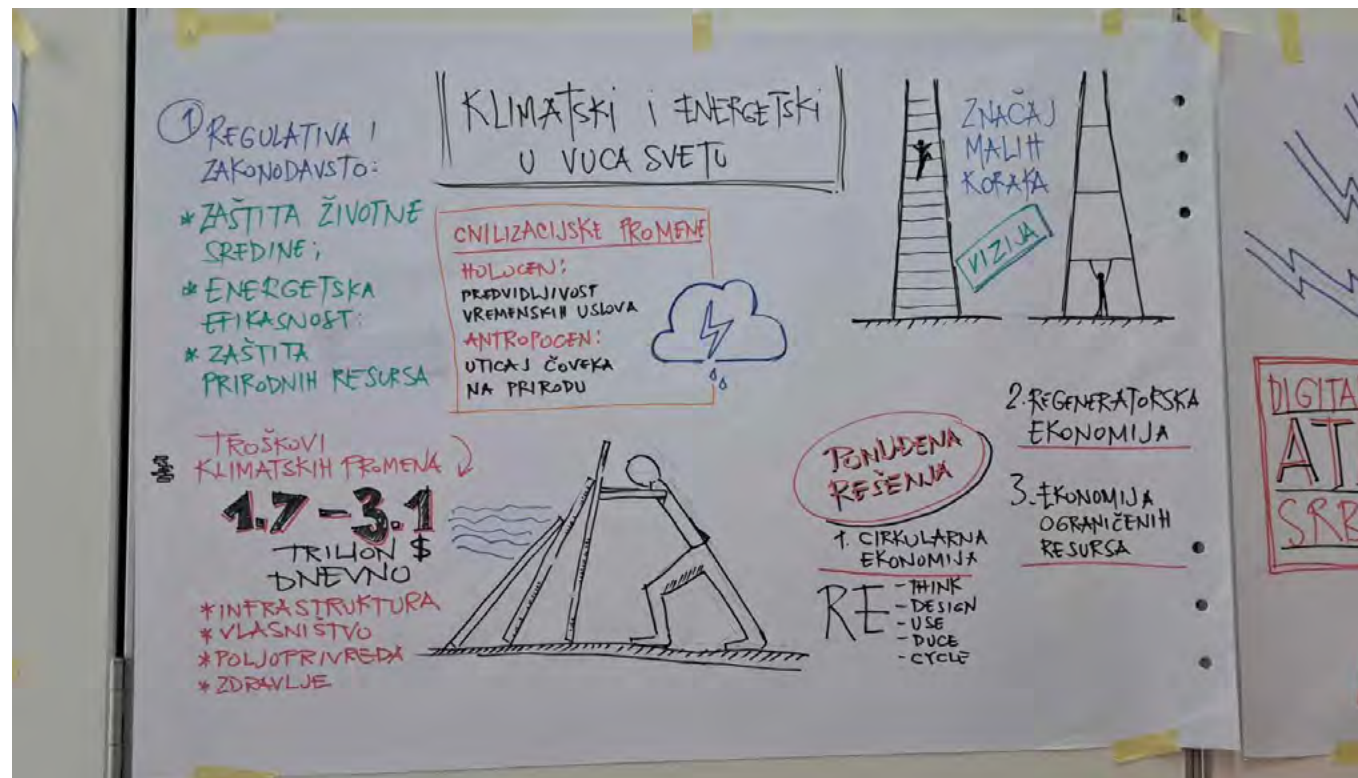 KLIMATSKI I ENERGETSKI
U VUCA SVETU
1 REGULATIVA I
ZAKONODAVSTO:
* ZAŠTITA ŽIVOTNE
SREDINE;
* ENERGETSKA
EFIKASNOST:
* ZAŠTITA
PRIRODNIH RESURSA
CNILIZACIJSKE PROMENE
HOLOCEN:
PREDVIDLJIVOST
VREMENSKIH USLOVA
ANTROPOCEN:
UTICAJ ČOVEKA
NA PRIRODU
ZNAČAJ
MALIH
KORAKA
VIZIJA
TROŠKOVI
KLIMATSKIH PROMENA
1.7-3.1
TRILION $
DNEVNO
* INFRASTRUKTURA
* VLASNIŠTVO
* POLJOPRIVREDA
* ZDRAVLJE
PONUĐENA
REŠENJA
1. CIRKULARNA
EKONOMIJA
RE - THINK
- DESIGN
- USE
- DUCE
- CYCLE
2. REGENERATORSKA
EKONOMIJA
3. EKONOMIJA
OGRANIČENIH
RESURSA
DIGITA
AT
SRB